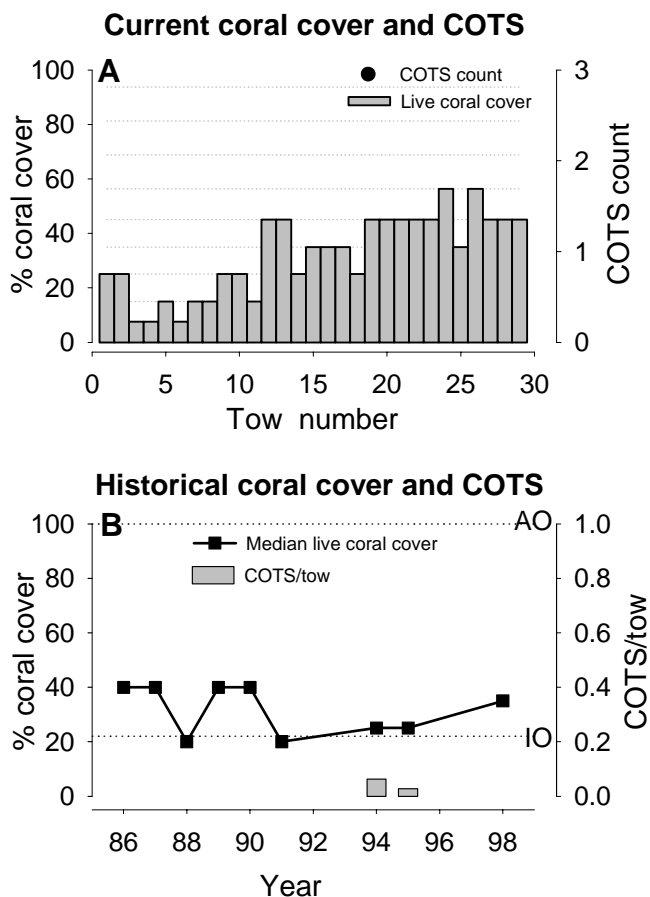 Current coral cover and COTS
A
COTS count
Live coral cover
100
80
60
40
20
0
% coral cover
3
2
1
0
COTS count
0 5 10 15 20 25 30
Tow number
Historical coral cover and COTS
B
AO
Median live coral cover
COTS/tow
100
80
60
40
20
0
% coral cover
1.0
0.8
0.6
0.4
0.2
0.0
COTS/tow
IO
86 88 90 92 94 96 98
Year